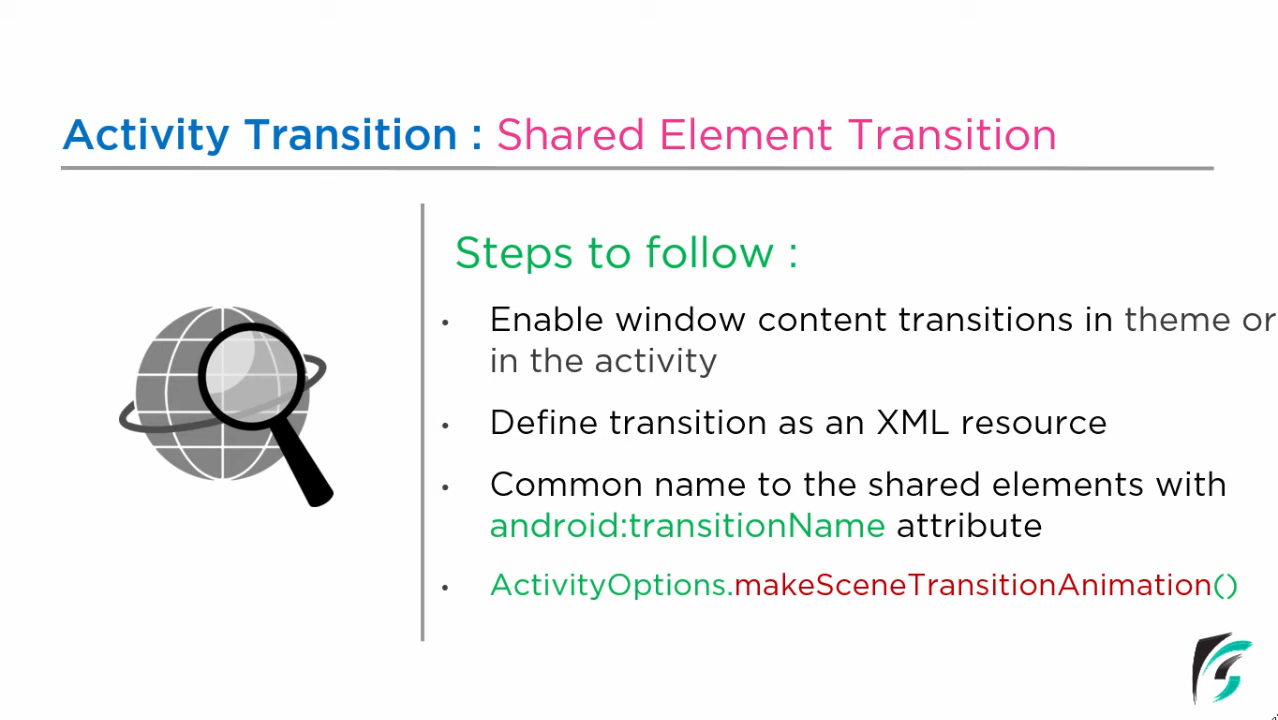 Activity Transition : Shared Element Transition
Steps to follow :
• Enable window content transitions in theme or
in the activity
• Define transition as an XML resource
• Common name to the shared elements with
android:transitionName attribute
• ActivityOptions.makeSceneTransitionAnimation()